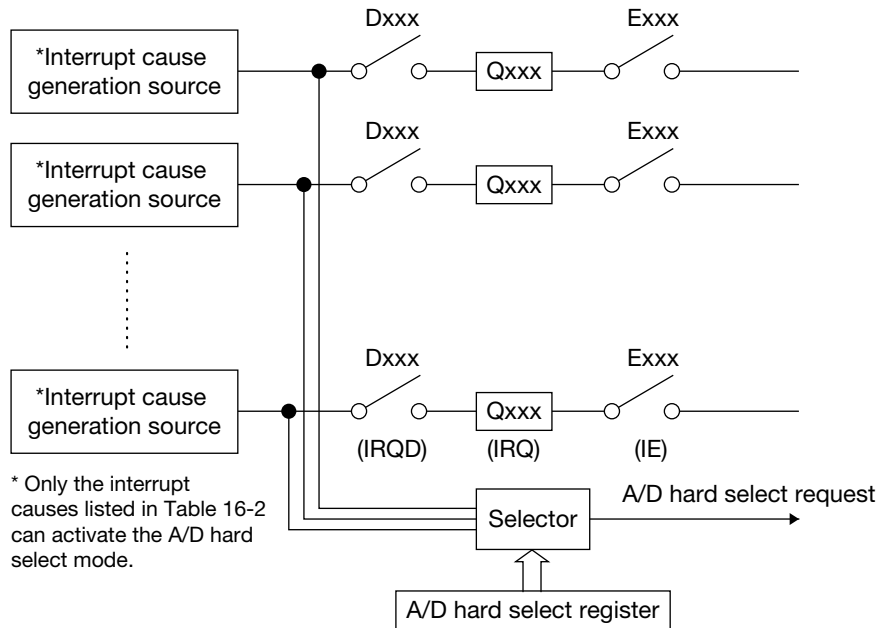 Dxxx
Exxx
*Interrupt cause
generation source
Qxxx
Dxxx
Exxx
*Interrupt cause
generation source
Qxxx
Dxxx
Exxx
*Interrupt cause
generation source
Qxxx
(IRQD)
(IRQ)
(IE)
* Only the interrupt
causes listed in Table 16-2
can activate the A/D hard
select mode.
Selector
A/D hard select request
A/D hard select register